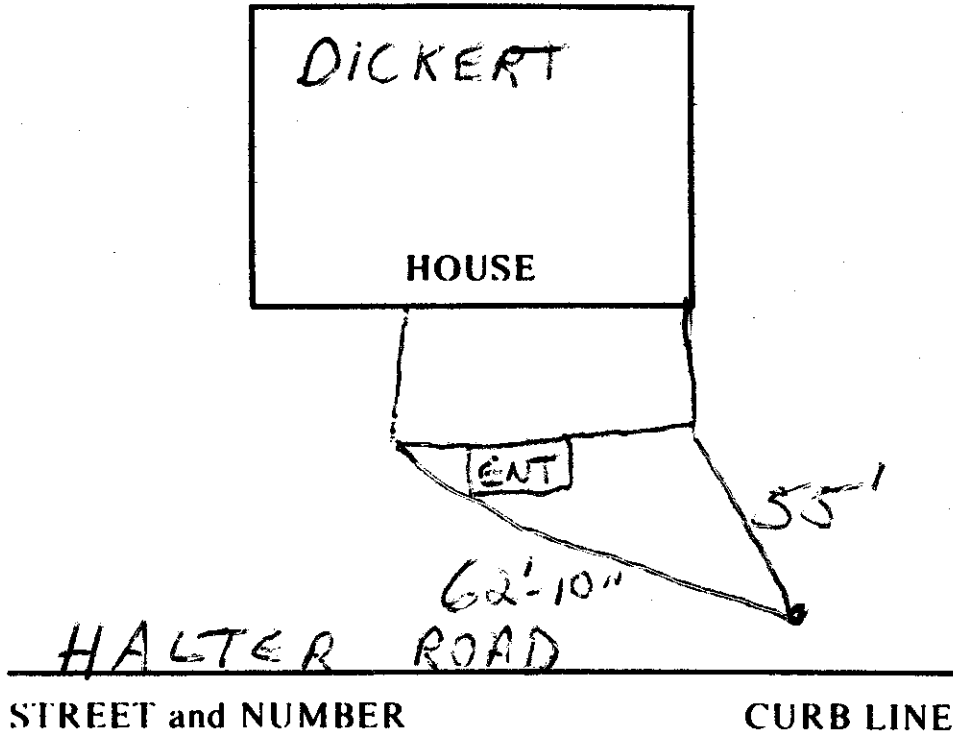 DiCKERT
HOUSE
ENT
55'
62'-10"
HALTER ROAD
STREET and NUMBER CURB LINE